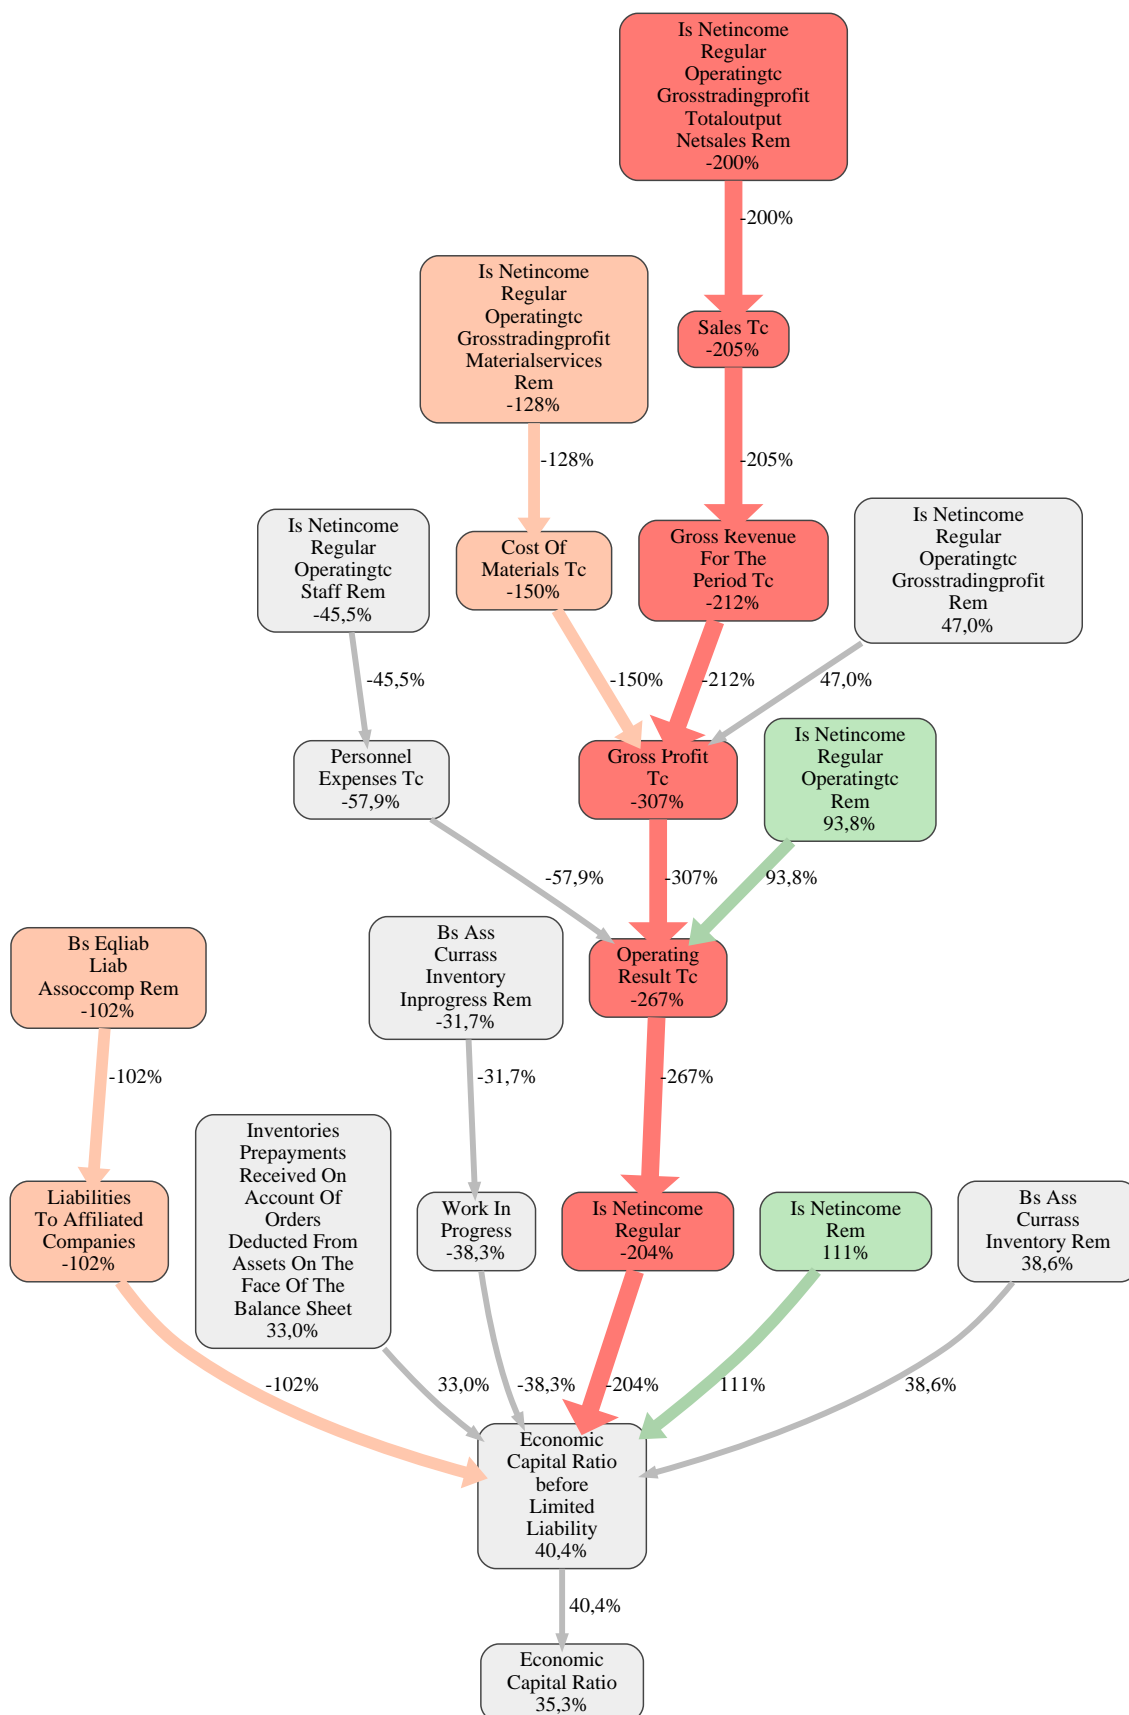 Is Netincome
Regular
Operatingtc
Grosstradingprofit
Totaloutput
Netsales Rem
-200%
-200%
Is Netincome
Regular
Operatingtc
Grosstradingprofit
Materialservices
Rem
-128%
Sales Tc
-205%
-128%
-205%
Is Netincome
Regular
Operatingtc
Staff Rem
-45,5%
Cost Of
Materials Tc
-150%
Gross Revenue
For The
Period Tc
-212%
Is Netincome
Regular
Operatingtc
Grosstradingprofit
Rem
47,0%
-45,5%
-150%
-212%
47,0%
Personnel
Expenses Tc
-57,9%
Gross Profit
Tc
-307%
Is Netincome
Regular
Operatingtc
Rem
93,8%
-57,9%
-307%
93,8%
Bs Eqliab
Liab
Assoccomp Rem
-102%
Bs Ass
Currass
Inventory
Inprogress Rem
-31,7%
Operating
Result Tc
-267%
-102%
-31,7%
-267%
Liabilities
To Affiliated
Companies
-102%
Inventories
Prepayments
Received On
Account Of
Orders
Deducted From
Assets On The
Face Of The
Balance Sheet
33,0%
Work In
Progress
-38,3%
Is Netincome
Regular
-204%
Is Netincome
Rem
111%
Bs Ass
Currass
Inventory Rem
38,6%
-102%
33,0%
-38,3%
-204%
111%
38,6%
Economic
Capital Ratio
before
Limited
Liability
40,4%
40,4%
Economic
Capital Ratio
35,3%